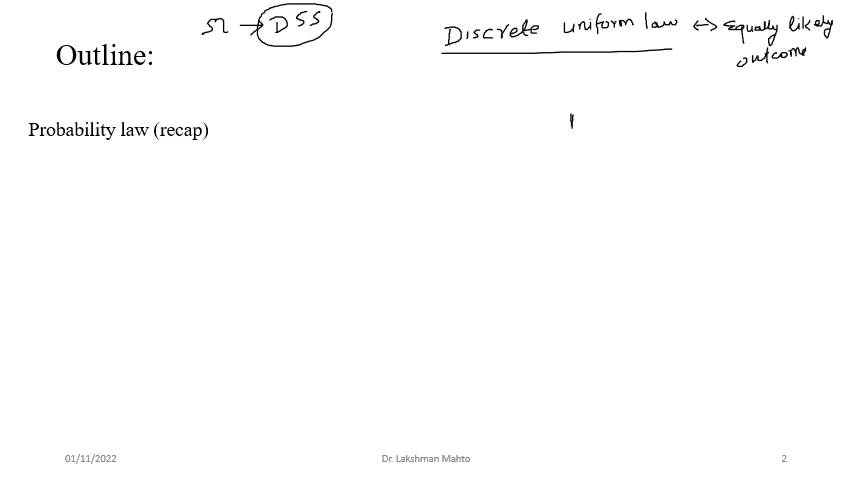 Ω → DSS
Discrete uniform law ↔ Equally likely
outcome
Outline:
Probability law (recap)
01/11/2022
Dr. Lakshman Mahto
2